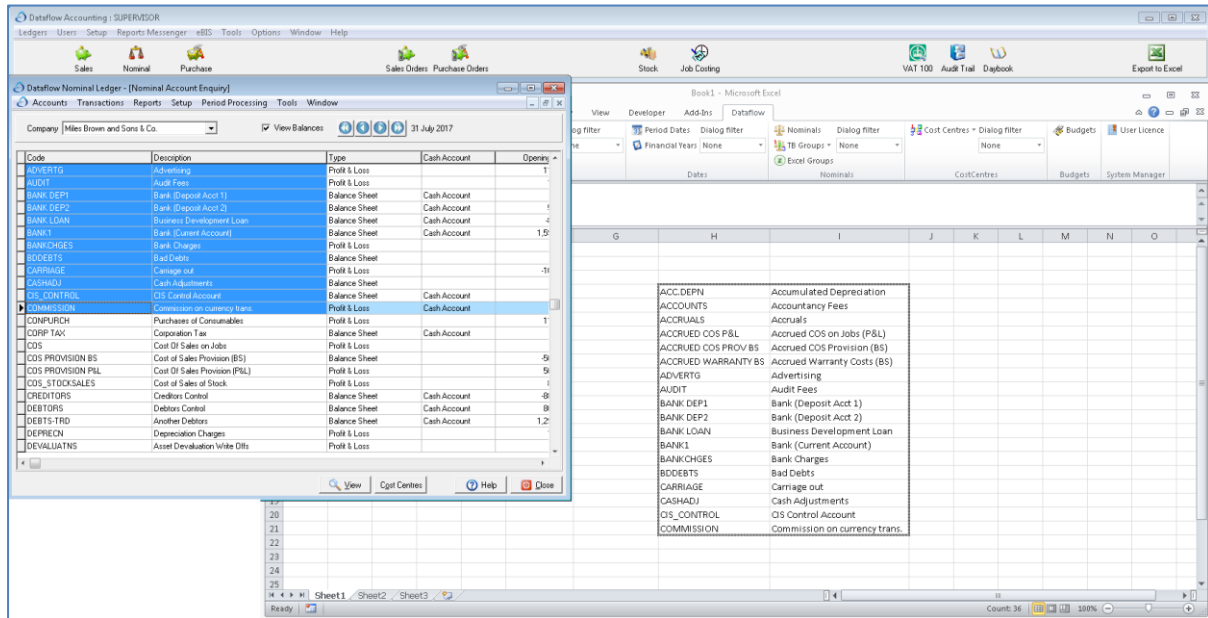 Dataflow Accounting : SUPERVISOR
Ledgers Users Setup Reports Messenger eBIS Tools Options Window Help
Sales Nominal Purchase Sales Orders Purchase Orders Stock Job Costing VAT 100 Audit Trail Daybook Export to Excel
Dataflow Nominal Ledger - [Nominal Account Enquiry]
Accounts Transactions Reports Setup Period Processing Tools Window
Company Miles Brown and Sons & Co. View Balances 31 July 2017
Code Description Type Cash Account Opening
ADVERTG Advertising Profit & Loss
AUDIT Audit Fees Profit & Loss
BANK DEP1 Bank (Deposit Acct 1) Balance Sheet Cash Account
BANK DEP2 Bank (Deposit Acct 2) Balance Sheet Cash Account
BANK LOAN Business Development Loan Balance Sheet Cash Account
BANK1 Bank (Current Account) Balance Sheet Cash Account
BANKCHGES Bank Charges Profit & Loss
BDDEBTS Bad Debts Profit & Loss
CARRIAGE Carriage out Profit & Loss
CASHADJ Cash Adjustments Balance Sheet
CIS_CONTROL CIS Control Account Balance Sheet Cash Account
COMMISSION Commission on currency trans. Profit & Loss Cash Account
CONPURCH Purchases of Consumables Profit & Loss
CORP TAX Corporation Tax Balance Sheet Cash Account
COS Cost Of Sales on Jobs Profit & Loss
COS PROVISION BS Cost of Sales Provision (BS) Balance Sheet
COS PROVISION P&L Cost Of Sales Provision (P&L) Profit & Loss
COS_STOCKSALES Cost of Sales of Stock Profit & Loss
CREDITORS Creditors Control Balance Sheet Cash Account
DEBTORS Debtors Control Balance Sheet Cash Account
DEBTS-TRD Another Debtors Balance Sheet Cash Account
DEPRECN Depreciation Charges Profit & Loss
DEVALUATNS Asset Devaluation Write Offs Profit & Loss
View Cost Centres Help Close
Book1 - Microsoft Excel
View Developer Add-Ins Dataflow
og filter Period Dates Dialog filter Nominals Dialog filter Cost Centres Dialog filter Budgets User Licence
ne Financial Years None TB Groups None None
Excel Groups
Dates Nominals CostCentres Budgets System Manager
G H I J K L M N O
ACC.DEPN Accumulated Depreciation
ACCOUNTS Accountancy Fees
ACCRUALS Accruals
ACCRUED COS P&L Accrued COS on Jobs (P&L)
ACCRUED COS PROV BS Accrued COS Provision (BS)
ACCRUED WARRANTY BS Accrued Warranty Costs (BS)
ADVERTG Advertising
AUDIT Audit Fees
BANK DEP1 Bank (Deposit Acct 1)
BANK DEP2 Bank (Deposit Acct 2)
BANK LOAN Business Development Loan
BANK1 Bank (Current Account)
BANKCHGES Bank Charges
BDDEBTS Bad Debts
CARRIAGE Carriage out
CASHADJ Cash Adjustments
20 CIS_CONTROL CIS Control Account
21 COMMISSION Commission on currency trans.
22
23
24
25
Sheet1 Sheet2 Sheet3
Ready Count: 36 100%